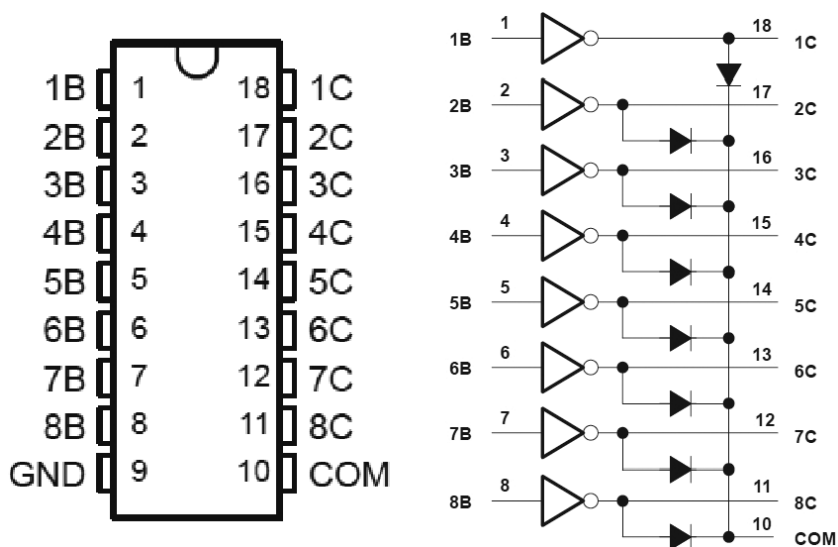 1B 1 18 1C
2B 2 17 2C
3B 3 16 3C
4B 4 15 4C
5B 5 14 5C
6B 6 13 6C
7B 7 12 7C
8B 8 11 8C
GND 9 10 COM
1B 1 18 1C
2B 2 17 2C
3B 3 16 3C
4B 4 15 4C
5B 5 14 5C
6B 6 13 6C
7B 7 12 7C
8B 8 11 8C
10 COM